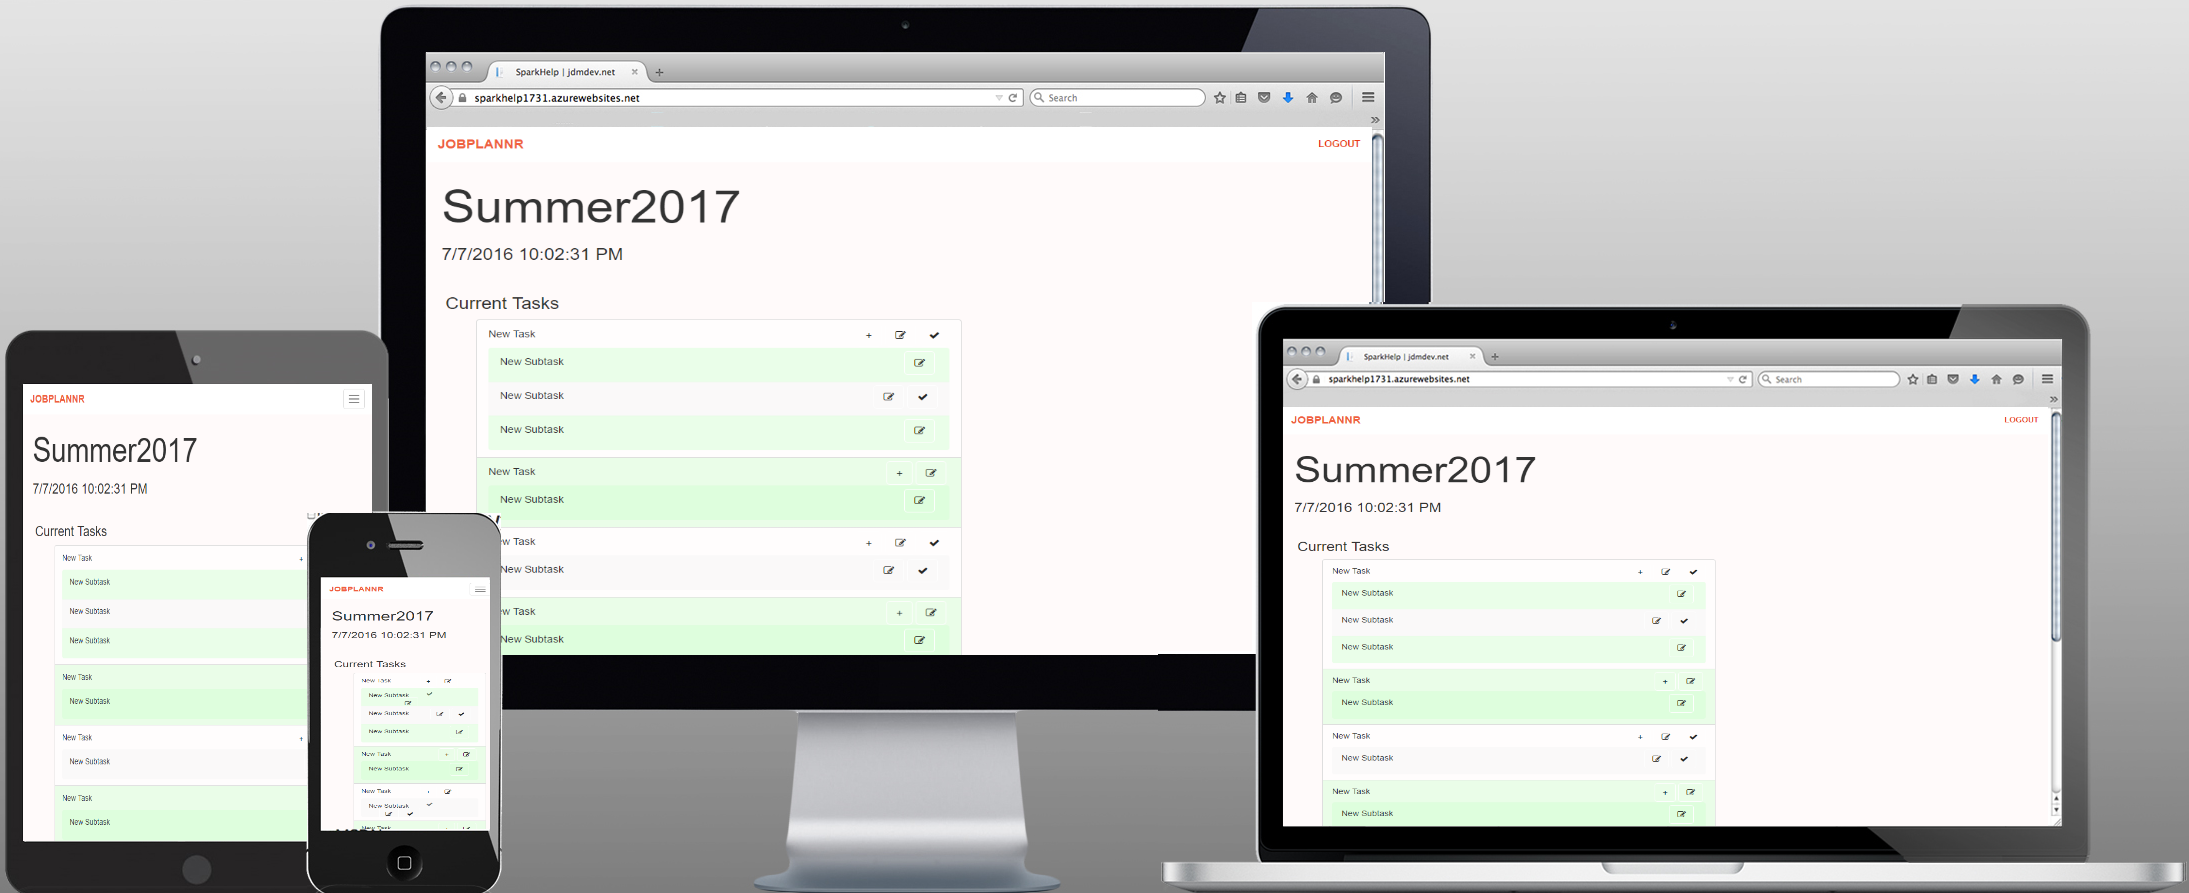 SparkHelp | jdmdev.net
sparkhelp1731.azurewebsites.net
Search
JOBPLANNR
LOGOUT
Summer2017
7/7/2016 10:02:31 PM
Current Tasks
New Task
New Subtask
New Subtask
New Subtask
New Task
New Subtask
w Task
New Subtask
w Task
New Subtask
JOBPLANNR
Summer2017
7/7/2016 10:02:31 PM
Current Tasks
New Task
New Subtask
New Subtask
New Subtask
New Task
New Subtask
New Task
New Subtask
New Task
New Subtask
JOBPLANNR
Summer2017
7/7/2016 10:02:31 PM
Current Tasks
New Task
New Subtask
New Subtask
New Subtask
New Task
New Subtask
New Task
New Subtask
New Task
SparkHelp | jdmdev.net
sparkhelp1731.azurewebsites.net
Search
JOBPLANNR
LOGOUT
Summer2017
7/7/2016 10:02:31 PM
Current Tasks
New Task
New Subtask
New Subtask
New Subtask
New Task
New Subtask
New Task
New Subtask
New Task
New Subtask